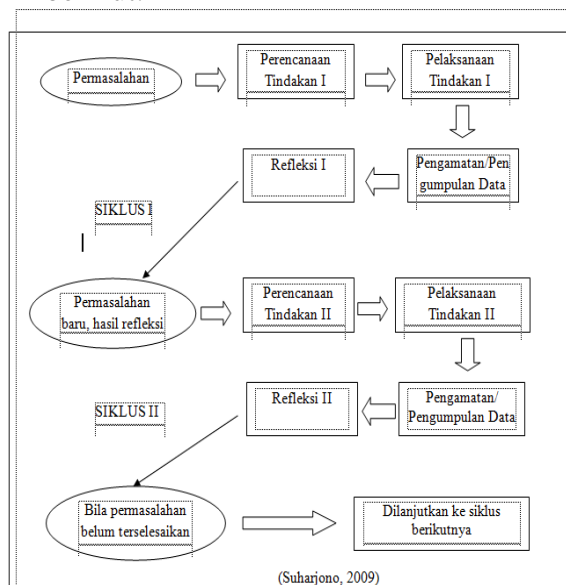 Permasalahan
Perencanaan
Tindakan I
Pelaksanaan
Tindakan I
Refleksi I
Pengamatan/Pen
gumpulan Data
SIKLUS I
Permasalahan
baru, hasil refleksi
Perencanaan
Tindakan II
Pelaksanaan
Tindakan II
SIKLUS II
Refleksi II
Pengamatan/
Pengumpulan Data
Bila permasalahan
belum terselesaikan
Dilanjutkan ke siklus
berikutnya
(Suharjono, 2009)